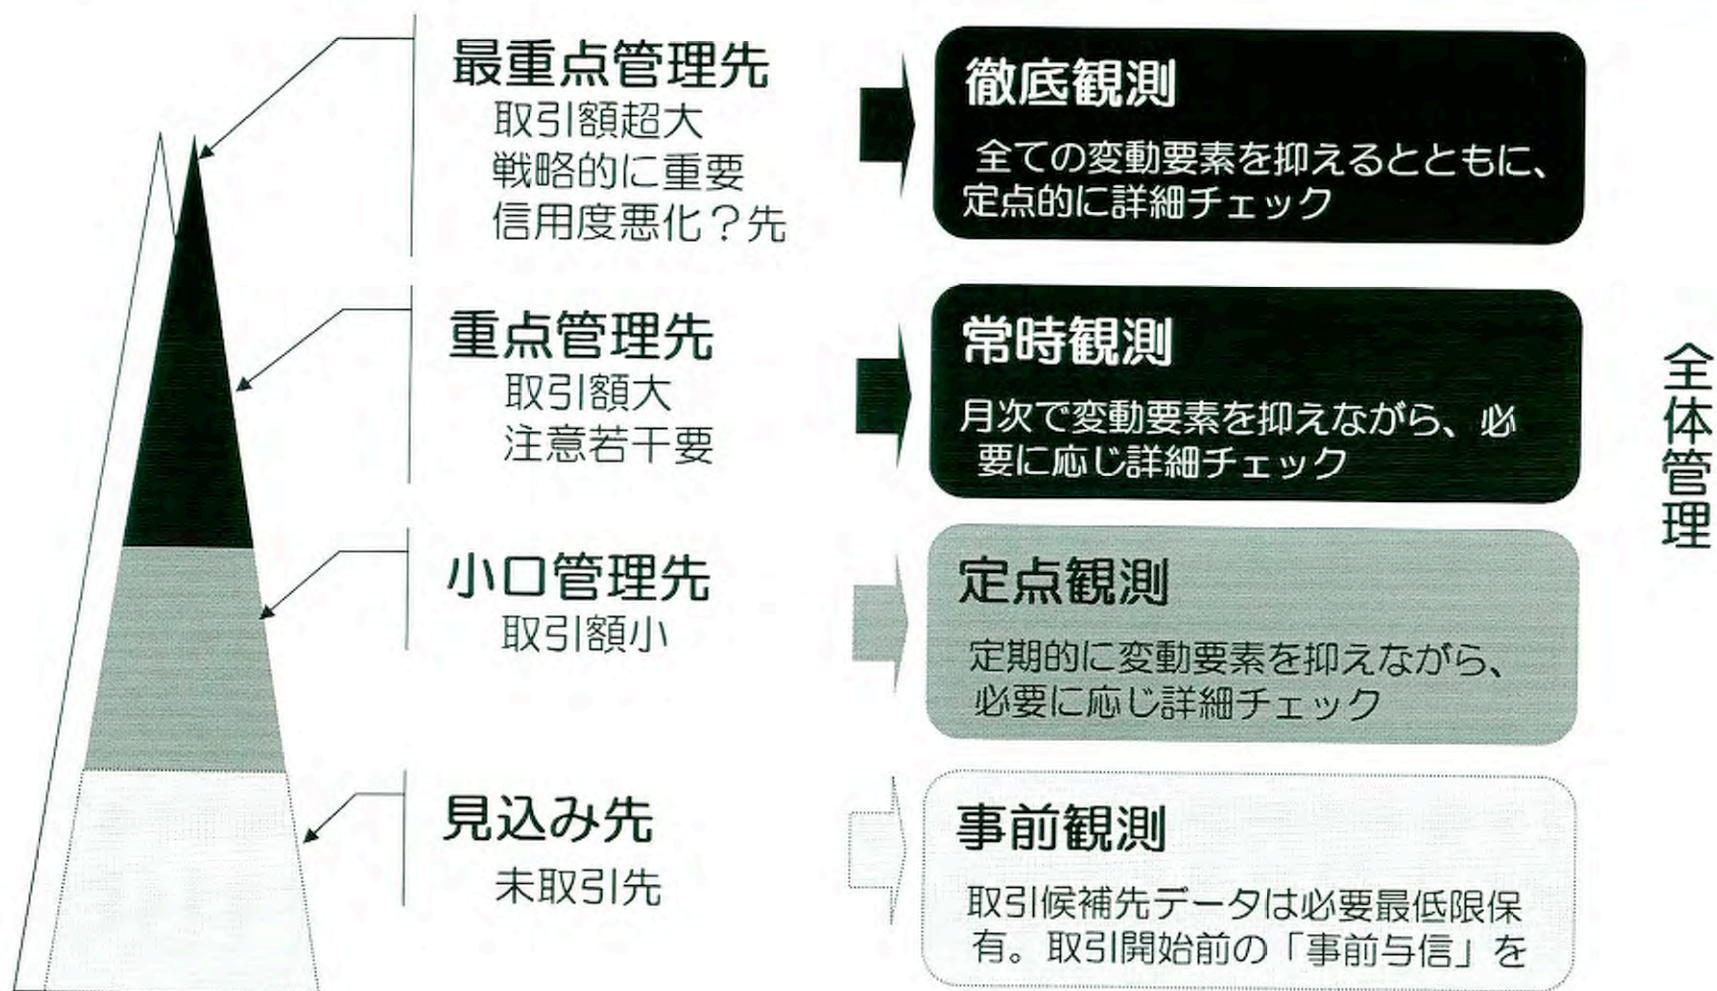 最重点管理先
取引額超大
戦略的に重要
信用度悪化？先
徹底観測
全ての変動要素を抑えるとともに、
定点的に詳細チェック
重点管理先
取引額大
注意若干要
常時観測
月次で変動要素を抑えながら、必
要に応じ詳細チェック
小口管理先
取引額小
定点観測
定期的に変動要素を抑えながら、
必要に応じ詳細チェック
見込み先
未取引先
事前観測
取引候補先データは必要最低限保
有。取引開始前の「事前与信」を
全体管理